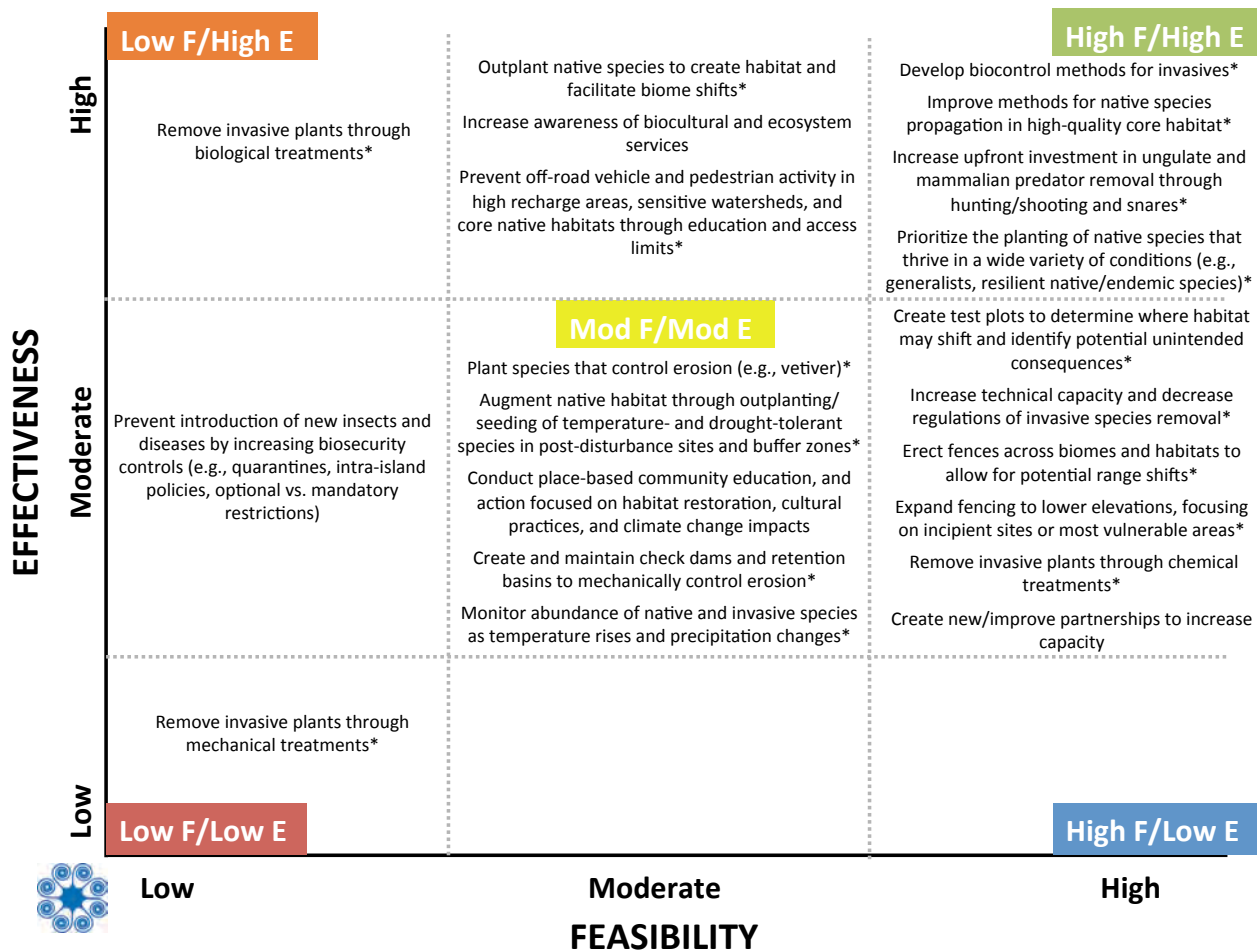 Low F/High E
High F/High E
High
Remove invasive plants through
biological treatments*
Outplant native species to create habitat and
facilitate biome shifts*
Increase awareness of biocultural and ecosystem
services
Prevent off-road vehicle and pedestrian activity in
high recharge areas, sensitive watersheds, and
core native habitats through education and access
limits*
Develop biocontrol methods for invasives*
Improve methods for native species
propagation in high-quality core habitat*
Increase upfront investment in ungulate and
mammalian predator removal through
hunting/shooting and snares*
Prioritize the planting of native species that
thrive in a wide variety of conditions (e.g.,
generalists, resilient native/endemic species)*
EFFECTIVENESS
Moderate
Prevent introduction of new insects and
diseases by increasing biosecurity
controls (e.g., quarantines, intra-island
policies, optional vs. mandatory
restrictions)
Mod F/Mod E
Plant species that control erosion (e.g., vetiver)*
Augment native habitat through outplanting/
seeding of temperature- and drought-tolerant
species in post-disturbance sites and buffer zones*
Conduct place-based community education, and
action focused on habitat restoration, cultural
practices, and climate change impacts
Create and maintain check dams and retention
basins to mechanically control erosion*
Monitor abundance of native and invasive species
as temperature rises and precipitation changes*
Create test plots to determine where habitat
may shift and identify potential unintended
consequences*
Increase technical capacity and decrease
regulations of invasive species removal*
Erect fences across biomes and habitats to
allow for potential range shifts*
Expand fencing to lower elevations, focusing
on incipient sites or most vulnerable areas*
Remove invasive plants through chemical
treatments*
Create new/improve partnerships to increase
capacity
Low
Remove invasive plants through
mechanical treatments*
Low F/Low E
High F/Low E
Low
Moderate
High
FEASIBILITY